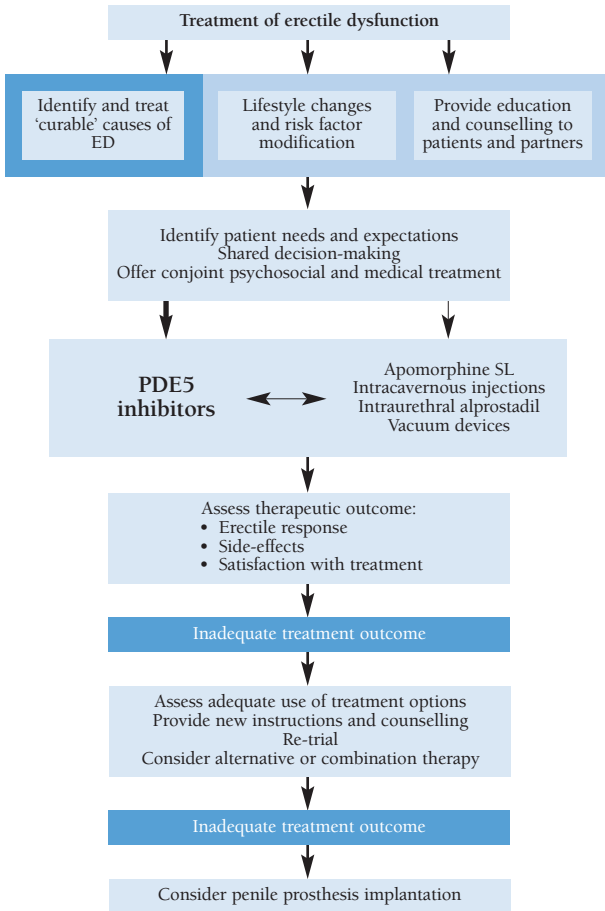 Treatment of erectile dysfunction
Identify and treat
‘curable’ causes of
ED
Lifestyle changes
and risk factor
modification
Provide education
and counselling to
patients and partners
Identify patient needs and expectations
Shared decision-making
Offer conjoint psychosocial and medical treatment
PDE5
inhibitors
Apomorphine SL
Intracavernous injections
Intraurethral alprostadil
Vacuum devices
Assess therapeutic outcome:
• Erectile response
• Side-effects
• Satisfaction with treatment
Inadequate treatment outcome
Assess adequate use of treatment options
Provide new instructions and counselling
Re-trial
Consider alternative or combination therapy
Inadequate treatment outcome
Consider penile prosthesis implantation